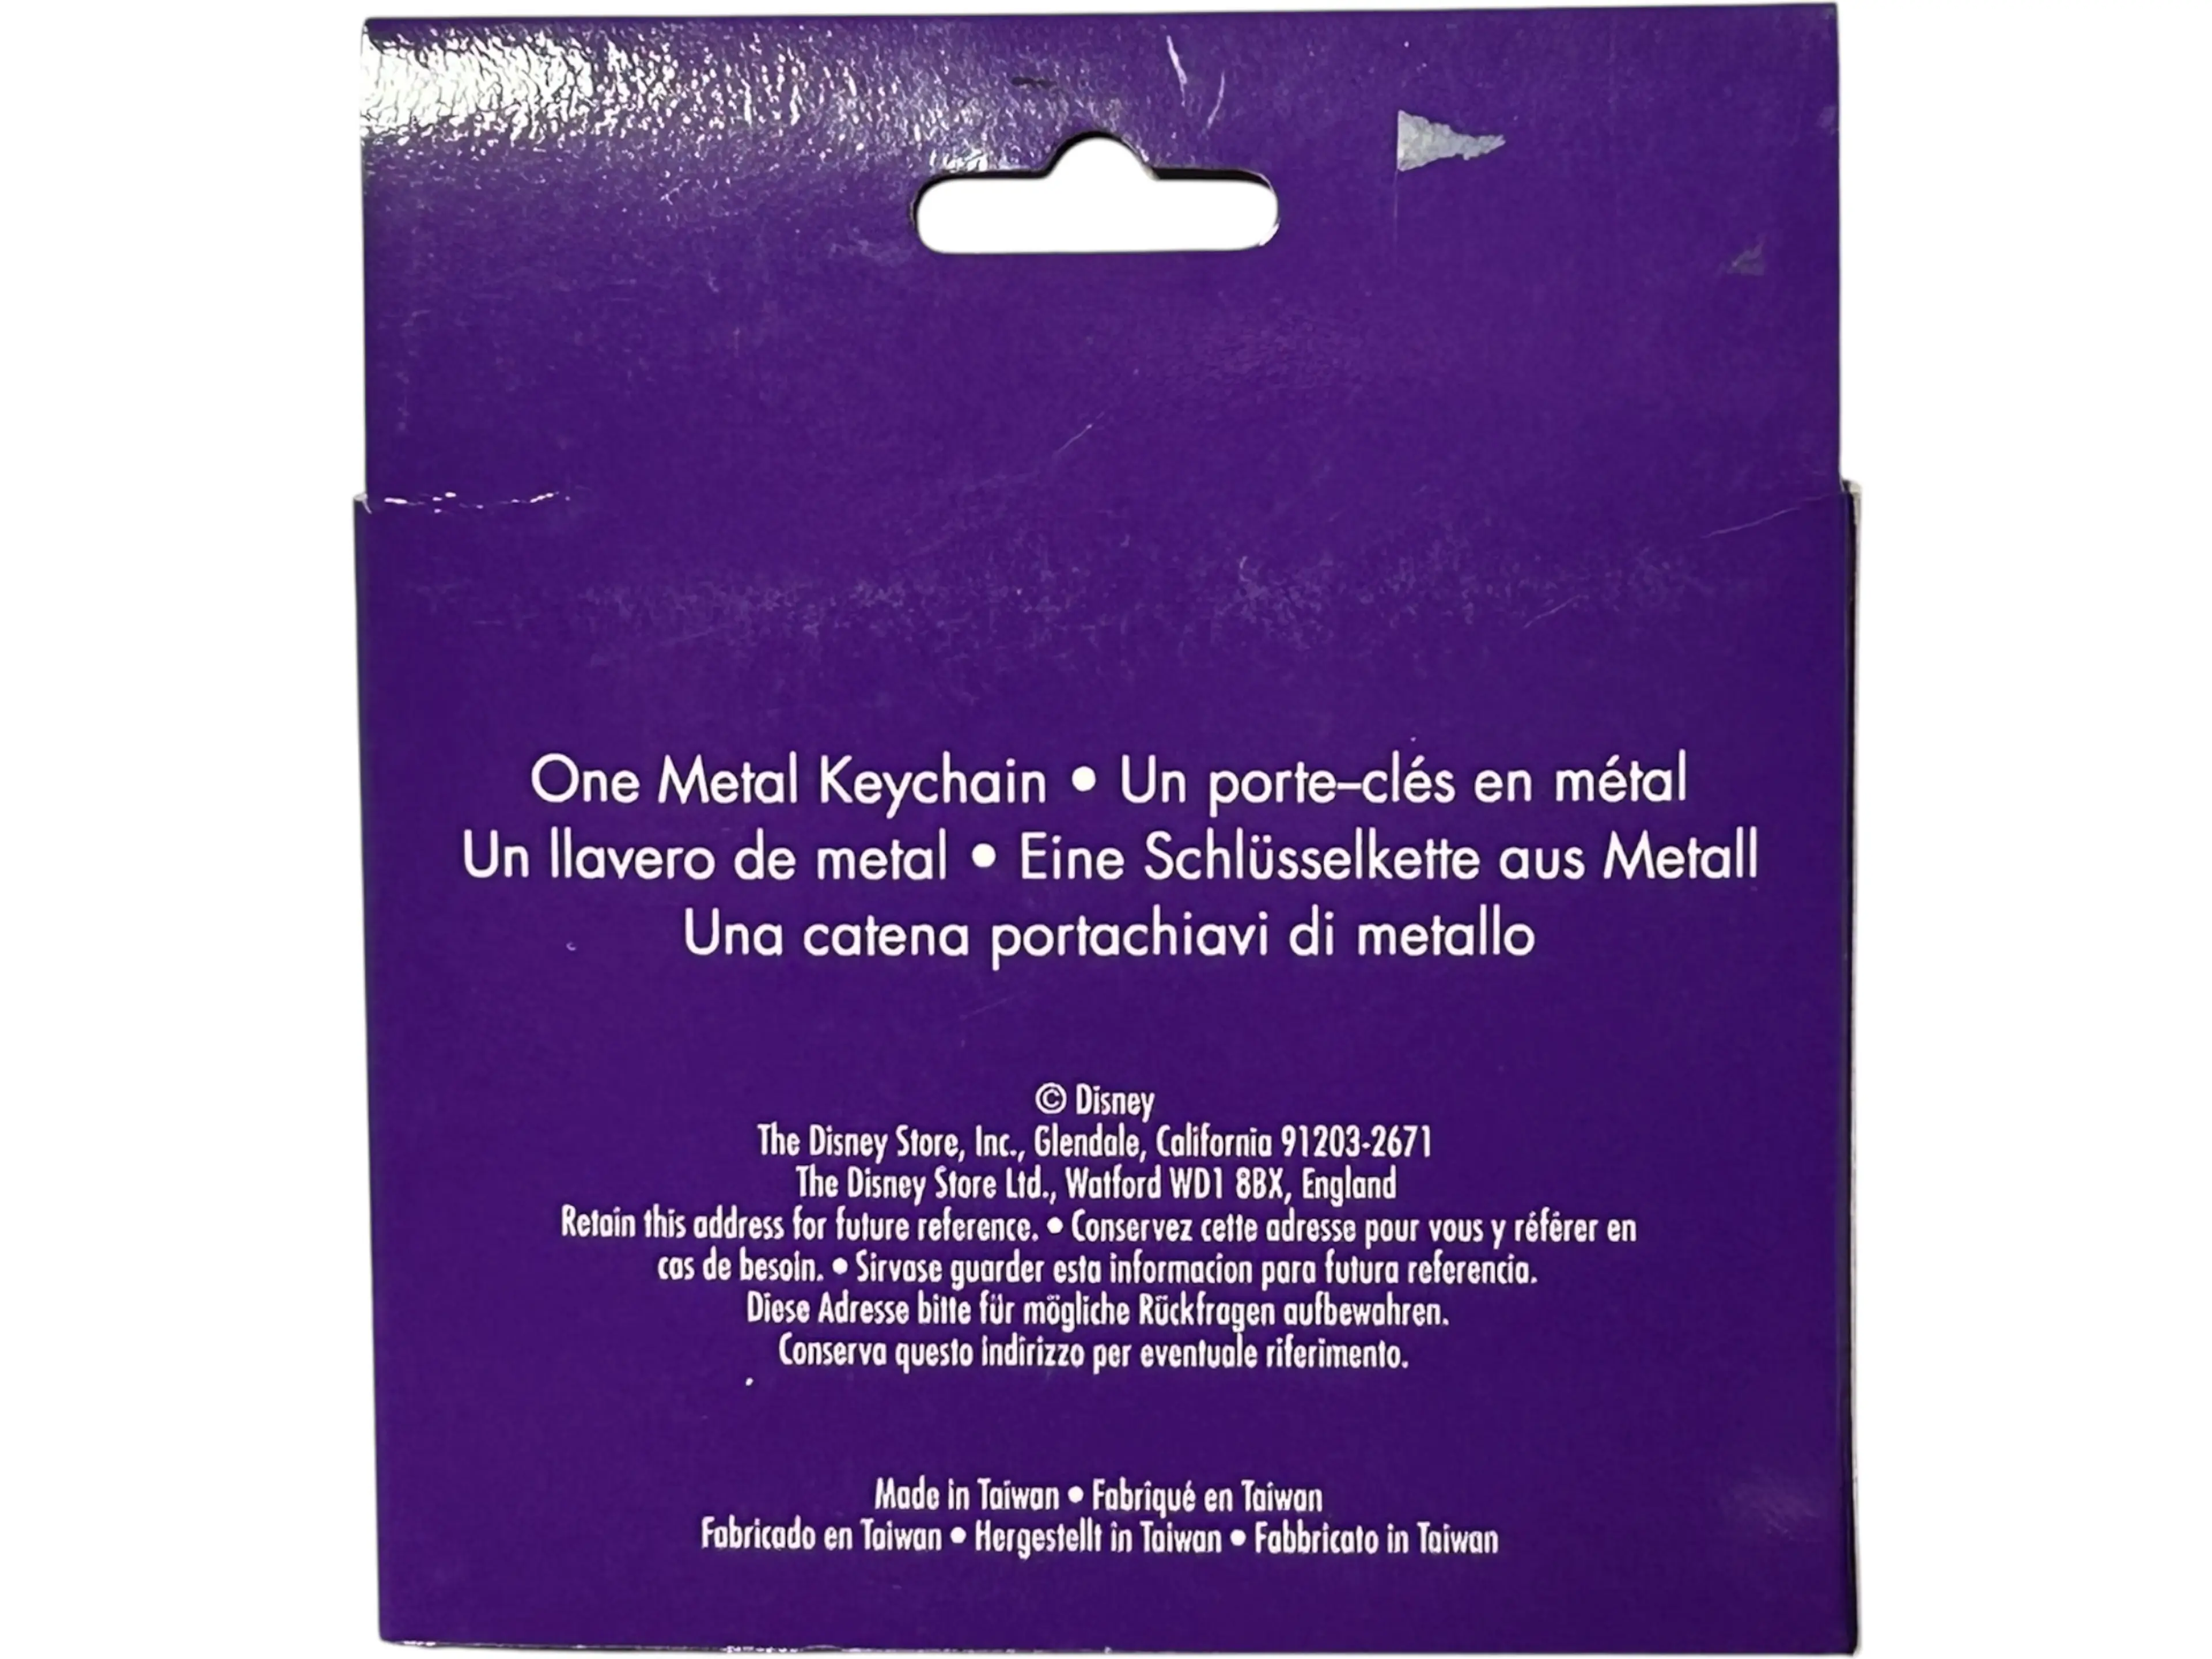 One Metal Keychain • Un porte–clés en métal
Un llavero de metal • Eine Schlüsselkette aus Metall
Una catena portachiavi di metallo
© Disney
The Disney Store, Inc., Glendale, California 91203-2671
The Disney Store Ltd., Watford WD1 8BX, England
Retain this address for future reference. • Conservez cette adresse pour vous y référer en
cas de besoin. • Sirvase guarder esta informacion para futura referencia.
Diese Adresse bitte für mögliche Rückfragen aufbewahren.
Conserva questo indirizzo per eventuale riferimento.
Made in Taiwan • Fabriqué en Taiwan
Fabricado en Taiwan • Hergestellt in Taiwan • Fabbricato in Taiwan